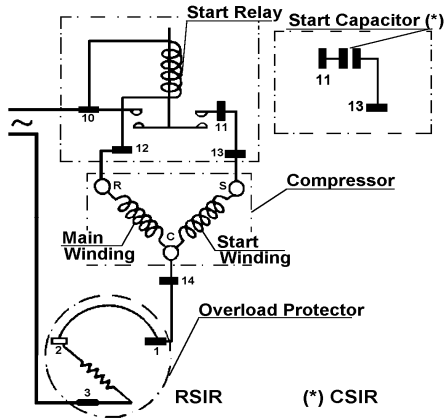 Start Relay
Start Capacitor (*)
11
13
10
11
12
13
R
S
Compressor
Main
Winding
C
Start
Winding
14
Overload Protector
2
1
3
RSIR
(*) CSIR